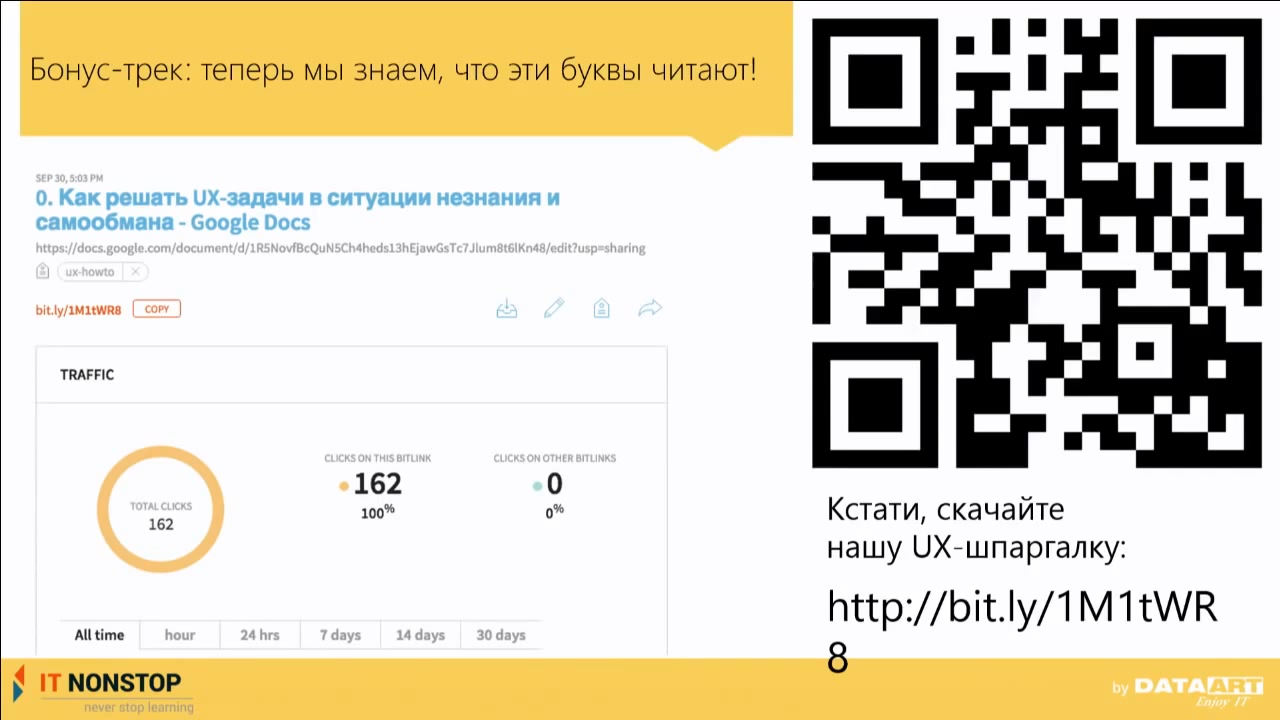 Бонус-трек: теперь мы знаем, что эти буквы читают!
SEP 30, 5:03 PM
0. Как решать UX-задачи в ситуации незнания и
самообмана - Google Docs
https://docs.google.com/document/d/1R5NovfBcQuN5Ch4heds13hEjawGsTc7Jlum8t6lKn48/edit?usp=sharing
ux-howto
bit.ly/1M1tWR8 COPY
TRAFFIC
TOTAL CLICKS
162
CLICKS ON THIS BITLINK
162
100%
CLICKS ON OTHER BITLINKS
0
0%
All time hour 24 hrs 7 days 14 days 30 days
Кстати, скачайте
нашу UX-шпаргалку:
http://bit.ly/1M1tWR
8
IT NONSTOP
never stop learning
by DATAART
Enjoy IT